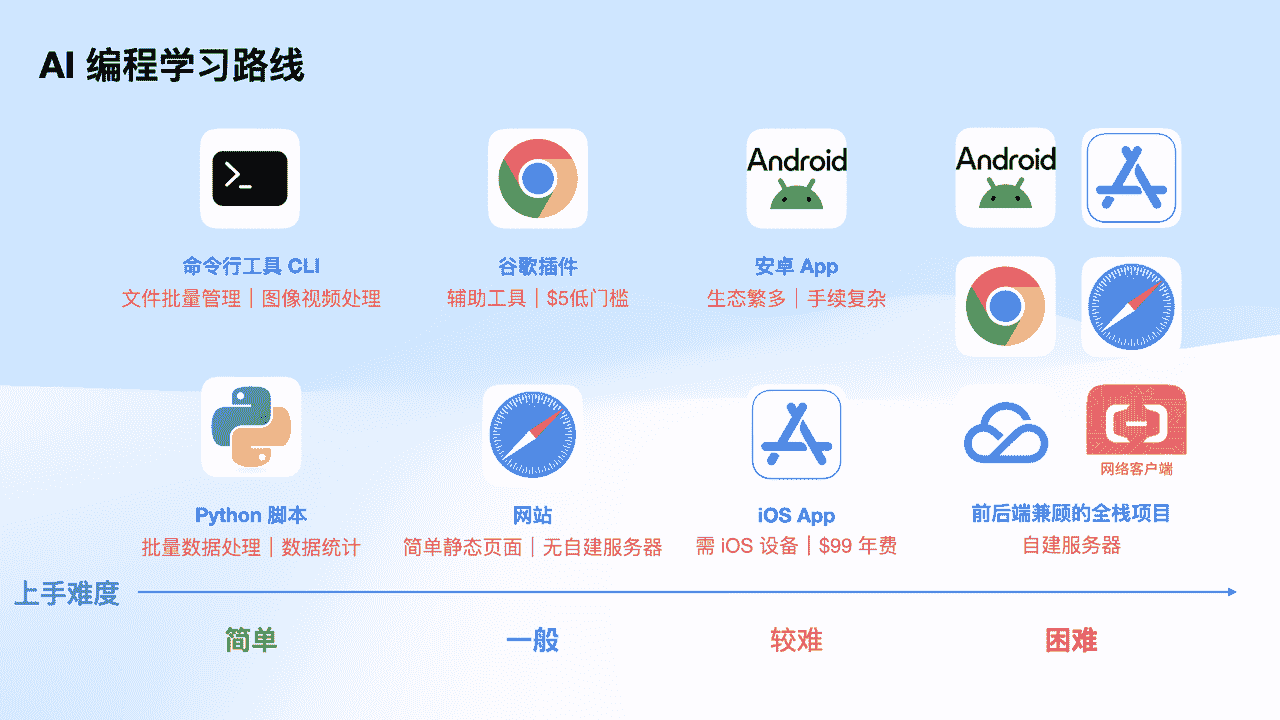 AI 编程学习路线
>_
Android
Android
命令行工具 CLI
文件批量管理｜图像视频处理
谷歌插件
辅助工具｜$5低门槛
安卓 App
生态繁多｜手续复杂
网络客户端
Python 脚本
批量数据处理｜数据统计
网站
简单静态页面｜无自建服务器
iOS App
需 iOS 设备｜$99 年费
前后端兼顾的全栈项目
自建服务器
上手难度
简单
一般
较难
困难